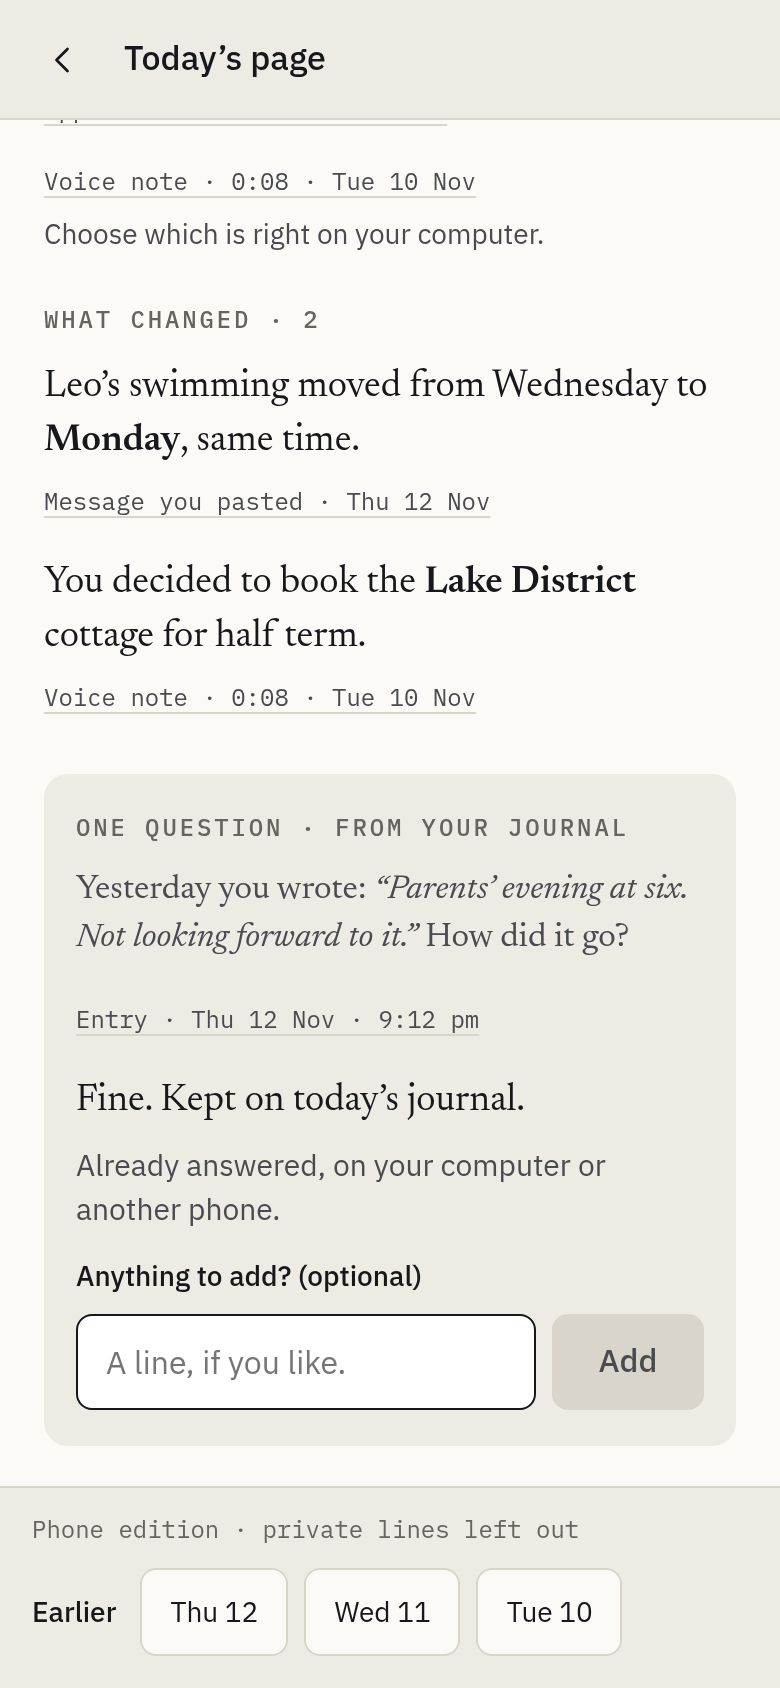 Today’s page
Voice note · 0:08 · Tue 10 Nov
Choose which is right on your computer.
WHAT CHANGED · 2
Leo’s swimming moved from Wednesday to
Monday, same time.
Message you pasted · Thu 12 Nov
You decided to book the Lake District
cottage for half term.
Voice note · 0:08 · Tue 10 Nov
ONE QUESTION · FROM YOUR JOURNAL
Yesterday you wrote: “Parents’ evening at six.
Not looking forward to it.” How did it go?
Entry · Thu 12 Nov · 9:12 pm
Fine. Kept on today’s journal.
Already answered, on your computer or
another phone.
Anything to add? (optional)
A line, if you like.
Add
Phone edition · private lines left out
Earlier
Thu 12
Wed 11
Tue 10